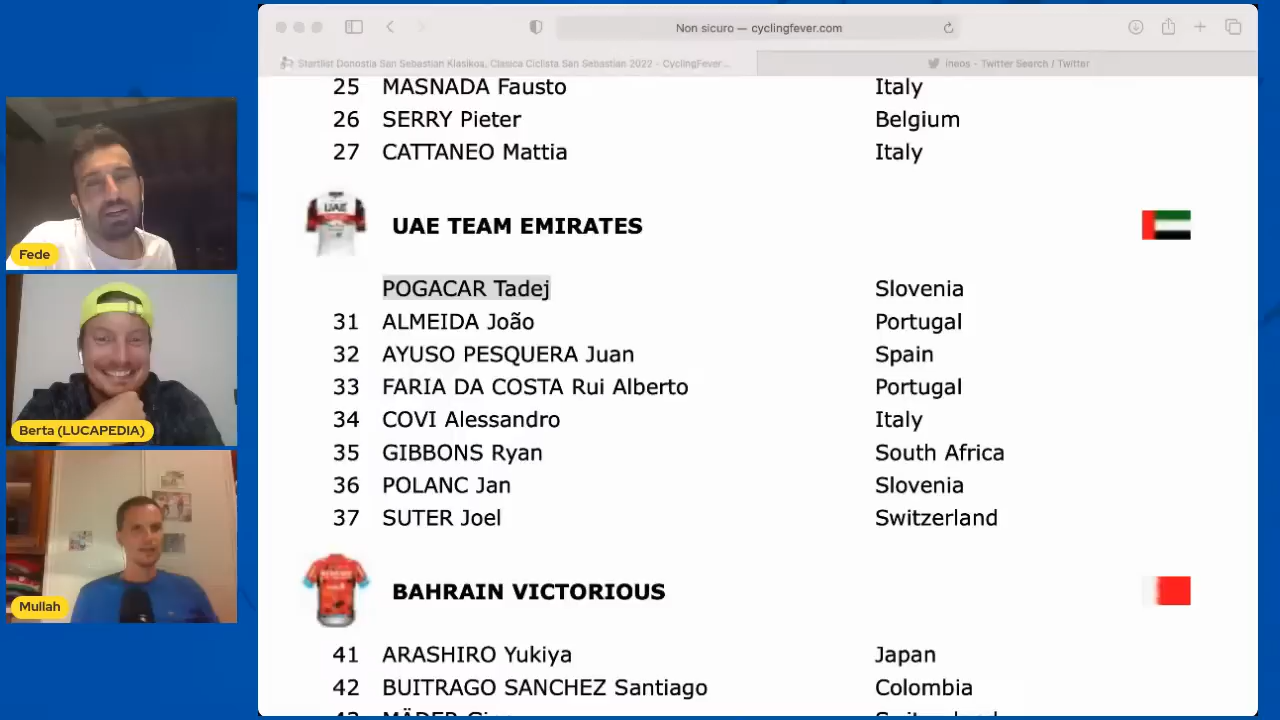 Non sicuro — cyclingfever.com
Startlist Donostia San Sebastian Klasikoa, Clasica Ciclista San Sebastian 2022 - CyclingFever...
ineos - Twitter Search / Twitter
25 MASNADA Fausto Italy
26 SERRY Pieter Belgium
27 CATTANEO Mattia Italy
UAE
UAE TEAM EMIRATES
POGACAR Tadej Slovenia
31 ALMEIDA João Portugal
32 AYUSO PESQUERA Juan Spain
33 FARIA DA COSTA Rui Alberto Portugal
34 COVI Alessandro Italy
35 GIBBONS Ryan South Africa
36 POLANC Jan Slovenia
37 SUTER Joel Switzerland
BAHRAIN VICTORIOUS
41 ARASHIRO Yukiya Japan
42 BUITRAGO SANCHEZ Santiago Colombia
Fede
Berta (LUCAPEDIA)
Mullah